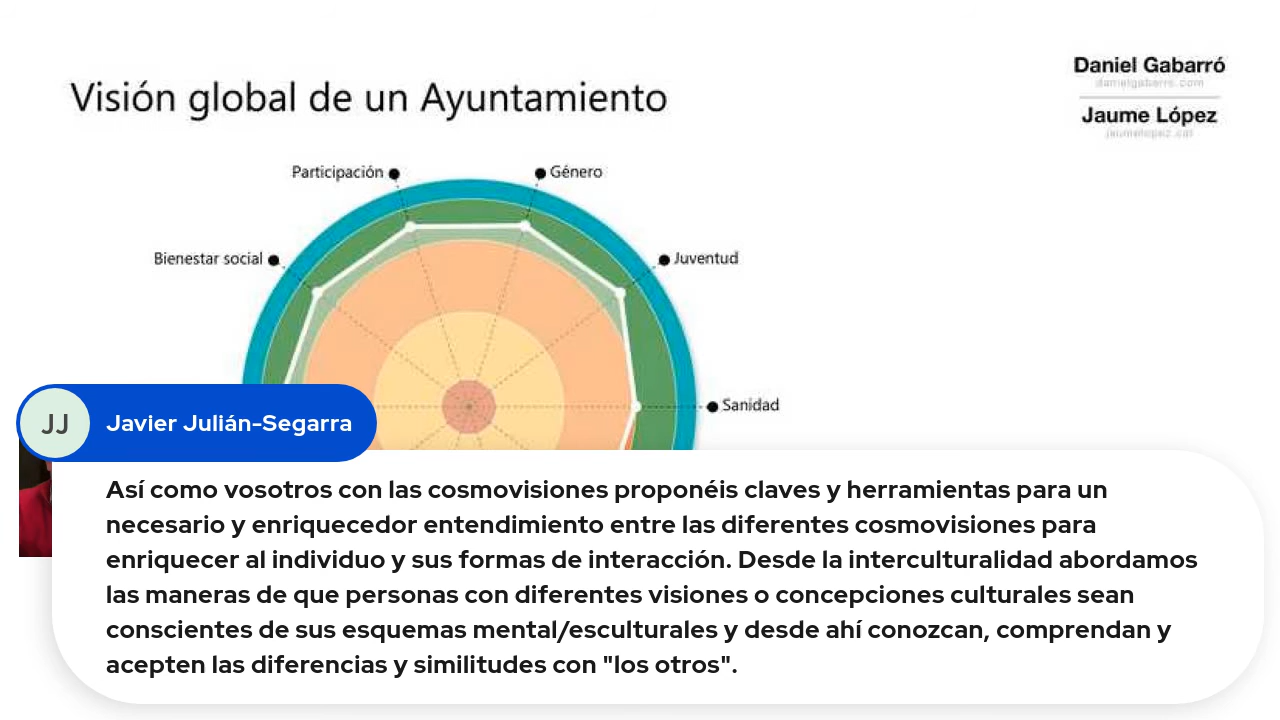 Daniel Gabarró
danielgabarro.com
Jaume López
jaumelopez.cat
Visión global de un Ayuntamiento
Participación
Género
Bienestar social
Juventud
Sanidad
JJ
Javier Julián-Segarra
Así como vosotros con las cosmovisiones proponéis claves y herramientas para un
necesario y enriquecedor entendimiento entre las diferentes cosmovisiones para
enriquecer al individuo y sus formas de interacción. Desde la interculturalidad abordamos
las maneras de que personas con diferentes visiones o concepciones culturales sean
conscientes de sus esquemas mental/esculturales y desde ahí conozcan, comprendan y
acepten las diferencias y similitudes con "los otros".